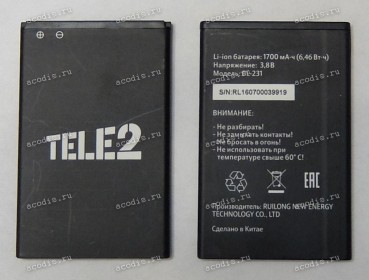 TELE2
Li-ion батарея: 1700 мА·ч (6,46 Вт·ч)
Напряжение: 3,8В
Модель: BL-231
S/N:RL160700039919
ВНИМАНИЕ:
- Не разбирать!
- Не замыкать контакты!
- Не бросать в огонь!
- Не использовать при
температуре свыше 60° С!
EAC
Производитель: RUILONG NEW ENERGY
TECHNOLOGY CO., LTD
Сделано в Китае
acodis.ru